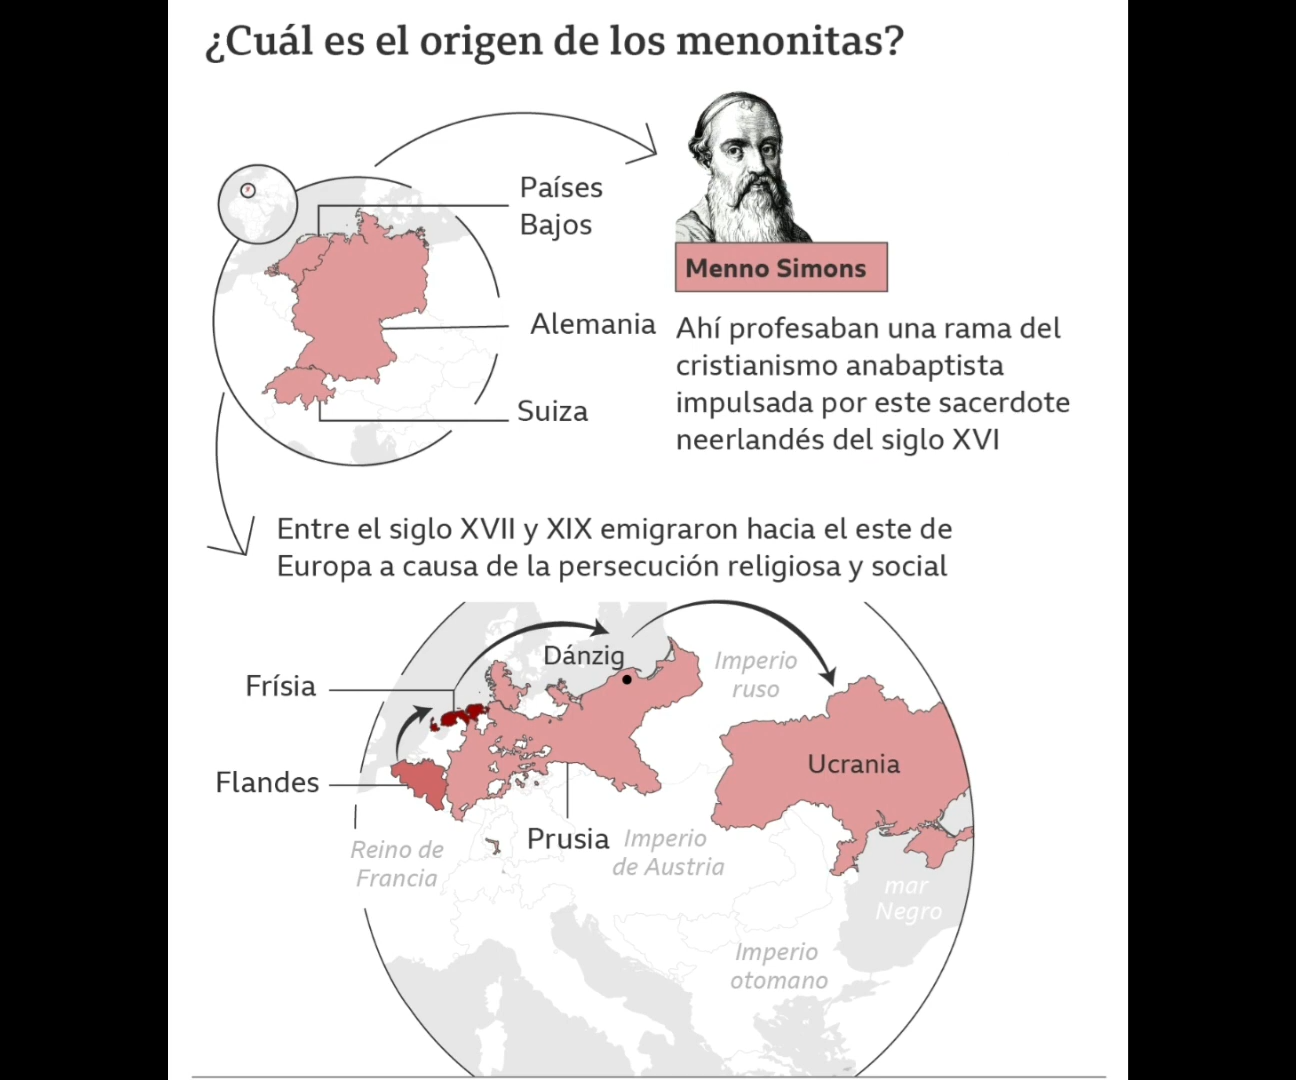 ¿Cuál es el origen de los menonitas?
Países
Bajos
Alemania
Suiza
Menno Simons
Ahí profesaban una rama del
cristianismo anabaptista
impulsada por este sacerdote
neerlandés del siglo XVI
Entre el siglo XVII y XIX emigraron hacia el este de
Europa a causa de la persecución religiosa y social
Dánzig
Imperio
ruso
Frísia
Ucrania
Flandes
Prusia
Imperio
de Austria
Reino de
Francia
mar
Negro
Imperio
otomano